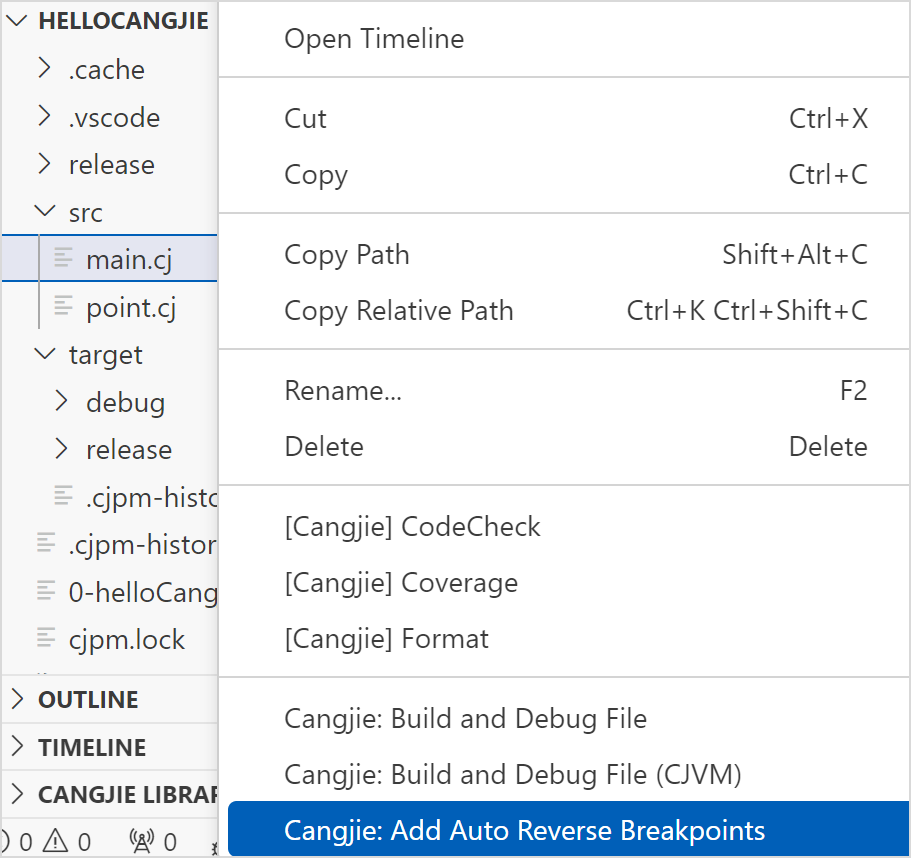 HELLOCANGJIE
.cache
.vscode
release
src
main.cj
point.cj
target
debug
release
.cjpm-histo
.cjpm-histor
0-helloCang
cjpm.lock
OUTLINE
TIMELINE
CANGJIE LIBRAR
0 0 0
Open Timeline
Cut Ctrl+X
Copy Ctrl+C
Copy Path Shift+Alt+C
Copy Relative Path Ctrl+K Ctrl+Shift+C
Rename... F2
Delete Delete
[Cangjie] CodeCheck
[Cangjie] Coverage
[Cangjie] Format
Cangjie: Build and Debug File
Cangjie: Build and Debug File (CJVM)
Cangjie: Add Auto Reverse Breakpoints